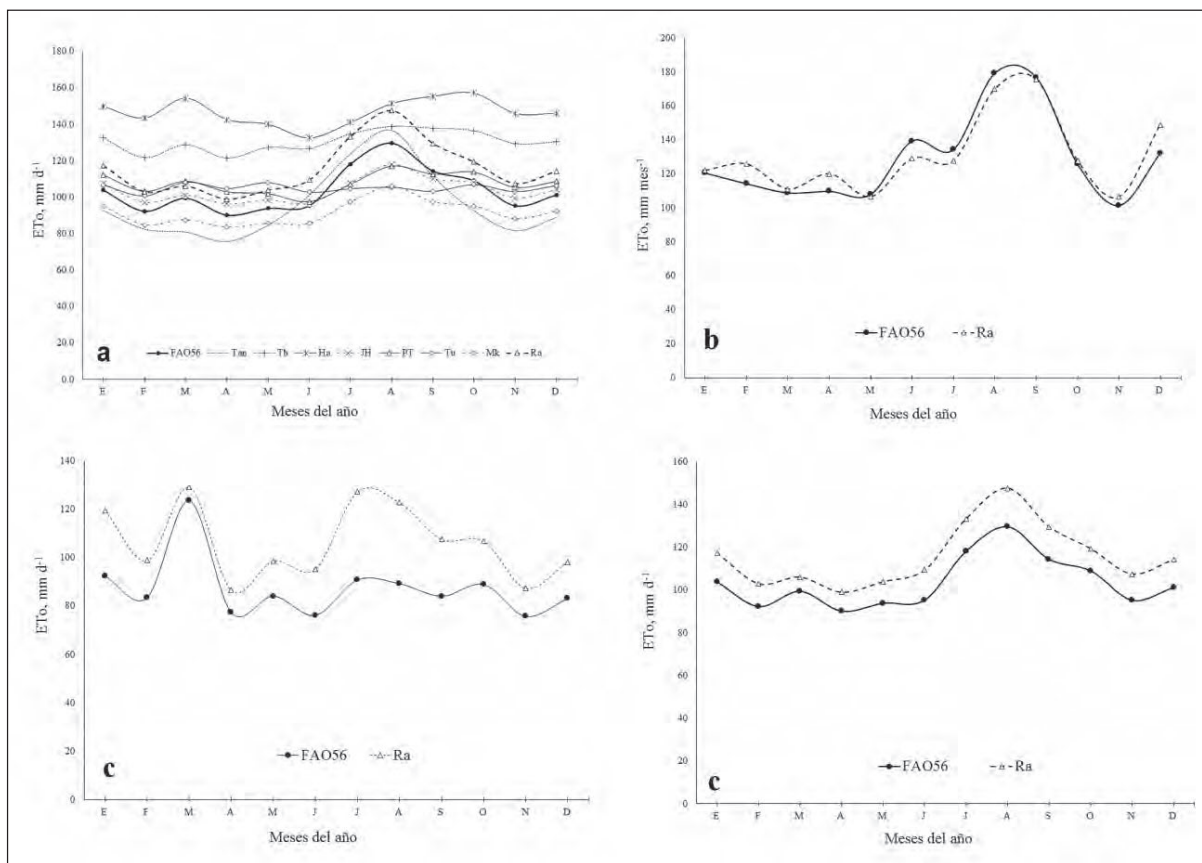 180.0
160.0
140.0
120.0
100.0
80.0
60.0
40.0
20.0
0.0
ETo, mm d-1
a
FAO56 Tan Tb Ha JH PT Tu Mk Ra
E F M A M J J A S O N D
Meses del año
200
180
160
140
120
100
80
60
40
20
0
ETo, mm mes-1
b
FAO56 Ra
E F M A M J J A S O N D
Meses del año
140
120
100
80
60
40
20
0
ETo, mm d-1
c
FAO56 Ra
E F M A M J J A S O N D
Meses del año
160
140
120
100
80
60
40
20
0
ETo, mm d-1
c
FAO56 Ra
E F M A M J J A S O N D
Meses del año